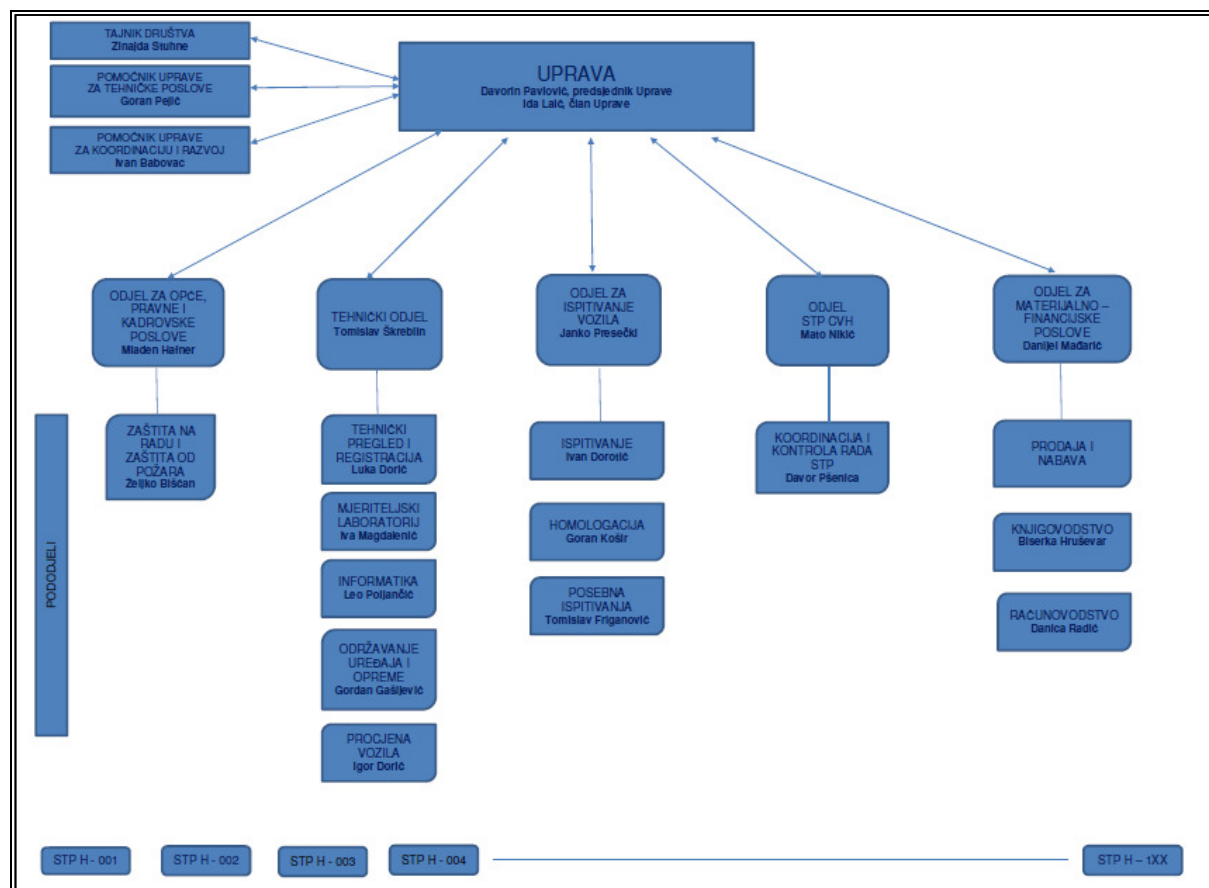 TAJNIK DRUŠTVA
Zinajda Stuhne
POMOĆNIK UPRAVE
ZA TEHNIČKE POSLOVE
Goran Pejić
POMOĆNIK UPRAVE
ZA KOORDINACIJU I RAZVOJ
Ivan Babovac
UPRAVA
Davorin Pavlović, predsjednik Uprave
Ida Laić, član Uprave
ODJEL ZA OPĆE,
PRAVNE I
KADROVSKE
POSLOVE
Mladen Hafner
TEHNIČKI ODJEL
Tomislav Škreblin
ODJEL ZA
ISPITIVANJE
VOZILA
Janko Presečki
ODJEL
STP CVH
Mato Nikić
ODJEL ZA
MATERIJALNO –
FINANCIJSKE
POSLOVE
Danijel Mađarić
PODODJELI
ZAŠTITA NA
RADU I
ZAŠTITA OD
POŽARA
Željko Bišćan
TEHNIČKI
PREGLED I
REGISTRACIJA
Luka Dorić
MJERITELJSKI
LABORATORIJ
Iva Magdalenić
INFORMATIKA
Leo Poljančić
ODRŽAVANJE
UREĐAJA I
OPREME
Gordan Gašljević
PROCJENA
VOZILA
Igor Dorić
ISPITIVANJE
Ivan Dorotić
HOMOLOGACIJA
Goran Košir
POSEBNA
ISPITIVANJA
Tomislav Friganović
KOORDINACIJA I
KONTROLA RADA
STP
Davor Pšenica
PRODAJA I
NABAVA
KNJIGOVODSTVO
Biserka Hruševar
RAČUNOVODSTVO
Danica Radić
STP H - 001
STP H - 002
STP H - 003
STP H - 004
STP H – 1XX